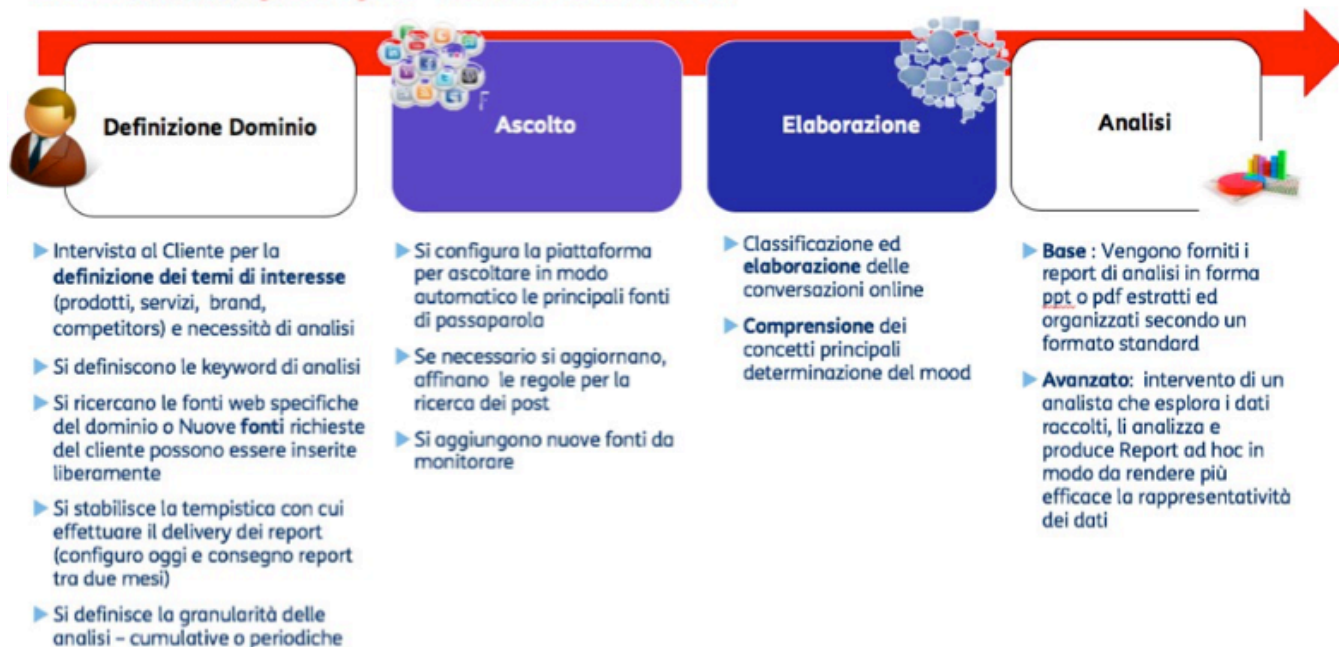 Definizione Dominio
Ascolto
Elaborazione
Analisi
Intervista al Cliente per la
definizione dei temi di interesse
(prodotti, servizi, brand,
competitors) e necessità di analisi
Si definiscono le keyword di analisi
Si ricercano le fonti web specifiche
del dominio o Nuove fonti richieste
del cliente possono essere inserite
liberamente
Si stabilisce la tempistica con cui
effettuare il delivery dei report
(configuro oggi e consegno report
tra due mesi)
Si definisce la granularità delle
analisi – cumulative o periodiche
Si configura la piattaforma
per ascoltare in modo
automatico le principali fonti
di passaparola
Se necessario si aggiornano,
affinano le regole per la
ricerca dei post
Si aggiungono nuove fonti da
monitorare
Classificazione ed
elaborazione delle
conversazioni online
Comprensione dei
concetti principali
determinazione del mood
Base : Vengono forniti i
report di analisi in forma
ppt o pdf estratti ed
organizzati secondo un
formato standard
Avanzato: intervento di un
analista che esplora i dati
raccolti, li analizza e
produce Report ad hoc in
modo da rendere più
efficace la rappresentatività
dei dati